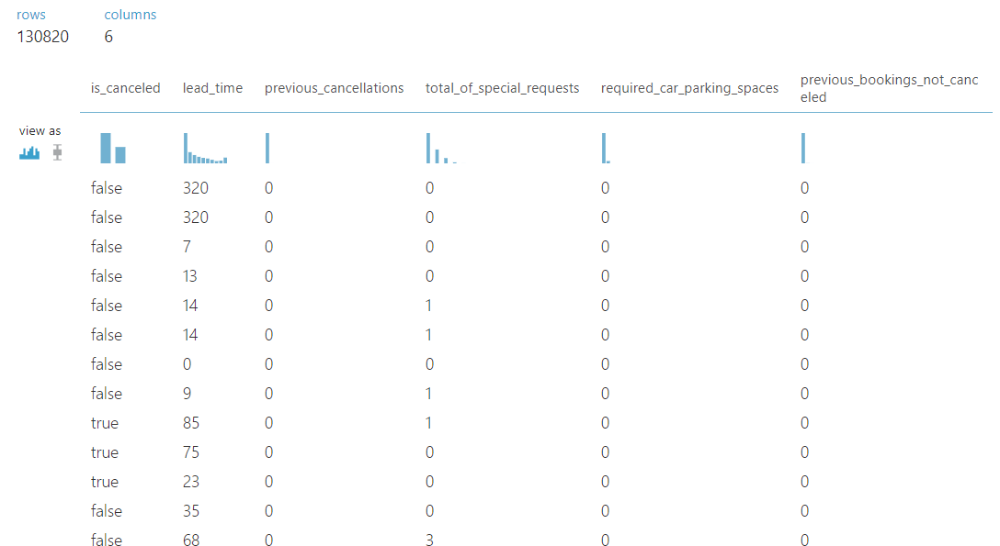 rows columns
130820 6
is_canceled lead_time previous_cancellations total_of_special_requests required_car_parking_spaces previous_bookings_not_canc
eled
view as
false 320 0 0 0 0
false 320 0 0 0 0
false 7 0 0 0 0
false 13 0 0 0 0
false 14 0 1 0 0
false 14 0 1 0 0
false 0 0 0 0 0
false 9 0 1 0 0
true 85 0 1 0 0
true 75 0 0 0 0
true 23 0 0 0 0
false 35 0 0 0 0
false 68 0 3 0 0